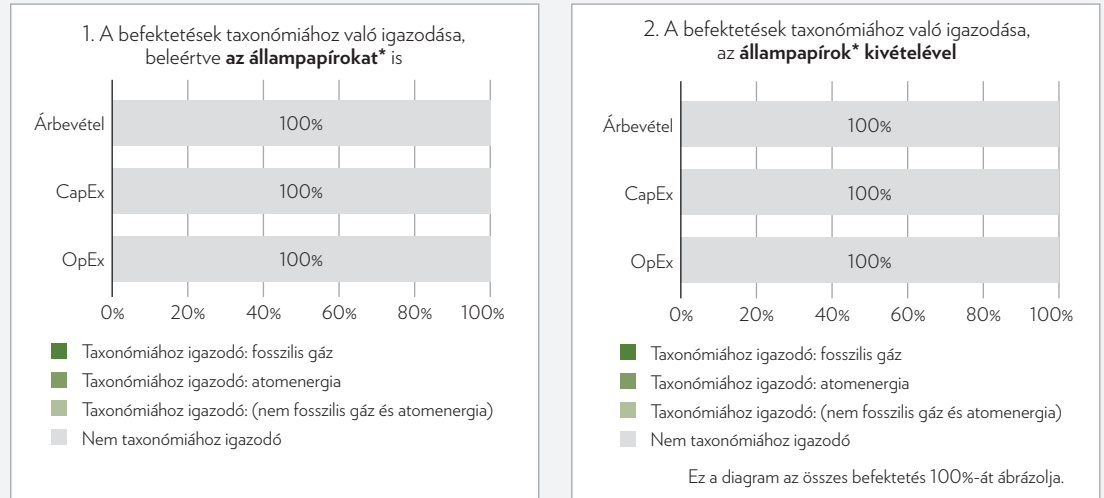 1. A befektetések taxonómiához való igazodása,
beleértve az állampapírokat* is
Árbevétel
100%
CapEx
100%
OpEx
100%
0%
20%
40%
60%
80%
100%
Taxonómiához igazodó: fosszilis gáz
Taxonómiához igazodó: atomenergia
Taxonómiához igazodó: (nem fosszilis gáz és atomenergia)
Nem taxonómiához igazodó
2. A befektetések taxonómiához való igazodása,
az állampapírok* kivételével
Árbevétel
100%
CapEx
100%
OpEx
100%
0%
20%
40%
60%
80%
100%
Taxonómiához igazodó: fosszilis gáz
Taxonómiához igazodó: atomenergia
Taxonómiához igazodó: (nem fosszilis gáz és atomenergia)
Nem taxonómiához igazodó
Ez a diagram az összes befektetés 100%-át ábrázolja.